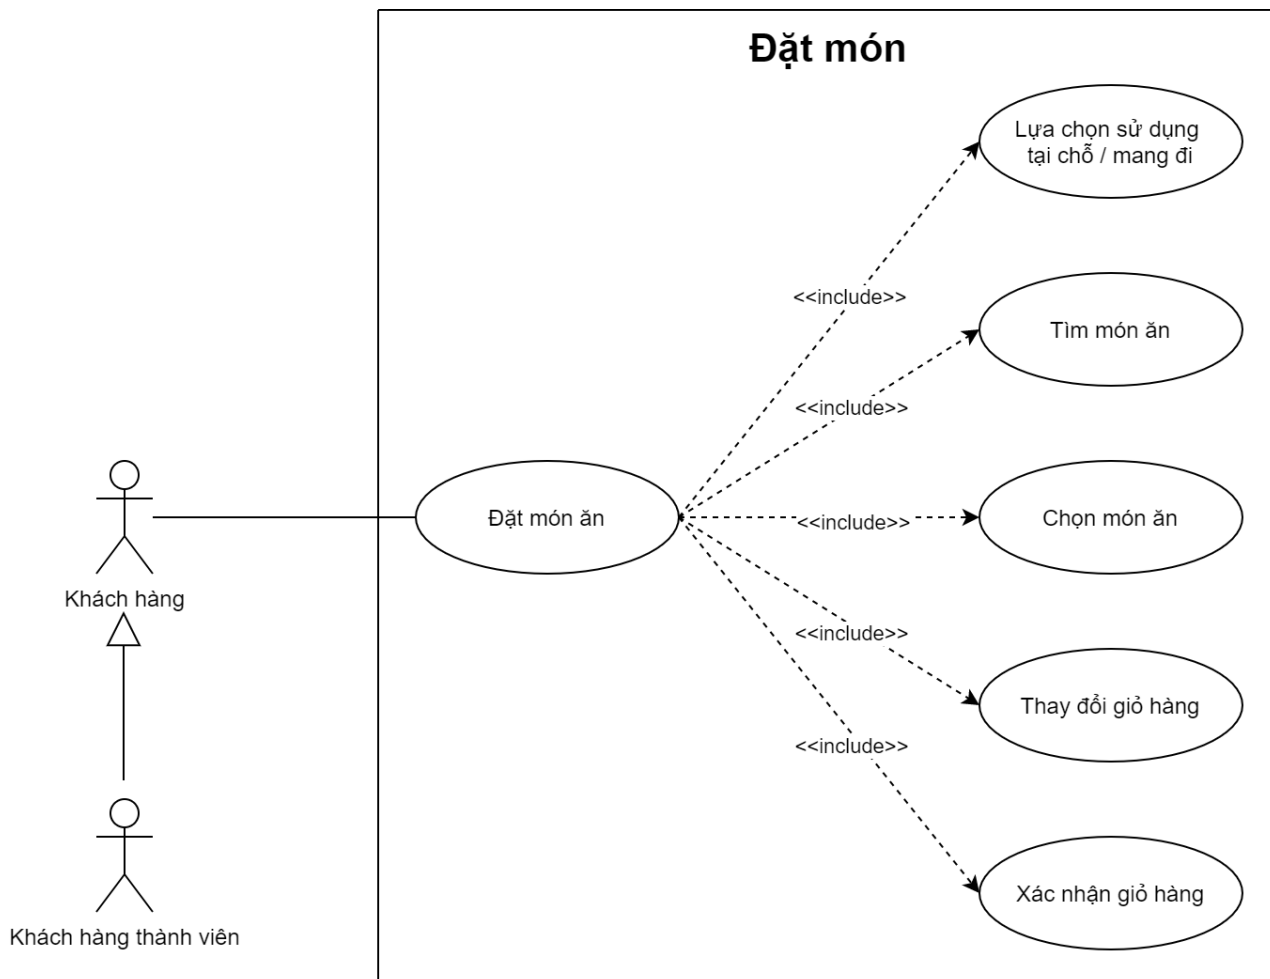 Đặt món
Lựa chọn sử dụng
tại chỗ / mang đi
<<include>>
Tìm món ăn
<<include>>
Đặt món ăn
<<include>>
Chọn món ăn
Khách hàng
<<include>>
Thay đổi giỏ hàng
<<include>>
Xác nhận giỏ hàng
Khách hàng thành viên